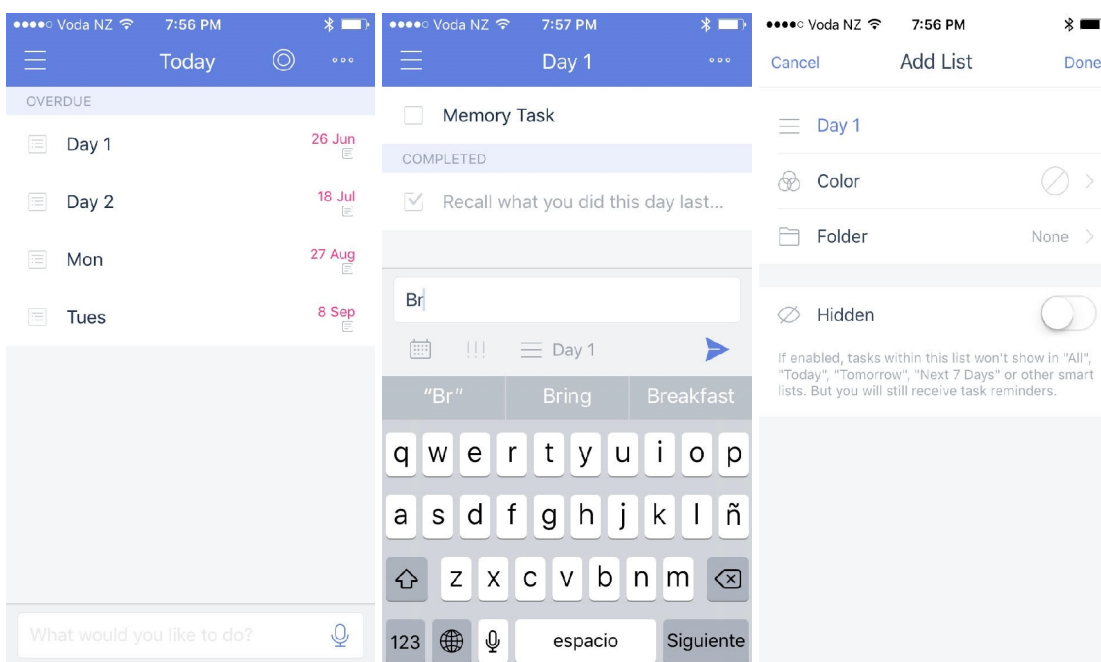 Voda NZ 7:56 PM
Today
OVERDUE
Day 1 26 Jun
Day 2 18 Jul
Mon 27 Aug
Tues 8 Sep
What would you like to do?
Voda NZ 7:57 PM
Day 1
Memory Task
COMPLETED
Recall what you did this day last...
Br
!!! Day 1
"Br" Bring Breakfast
q w e r t y u i o p
a s d f g h j k l ñ
z x c v b n m
123 espacio Siguiente
Voda NZ 7:56 PM
Cancel Add List Done
Day 1
Color
Folder None
Hidden
If enabled, tasks within this list won't show in "All",
"Today", "Tomorrow", "Next 7 Days" or other smart
lists. But you will still receive task reminders.